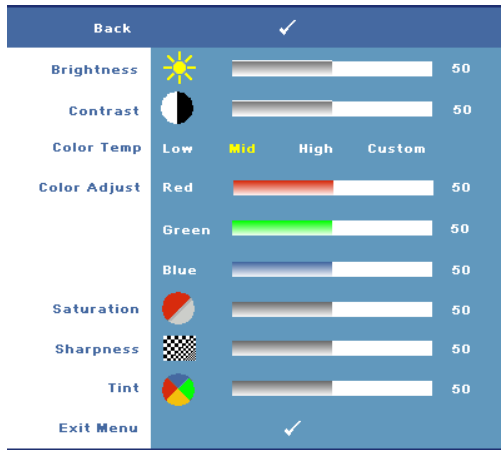 Back
Brightness 50
Contrast 50
Color Temp Low Mid High Custom
Color Adjust Red 50
Green 50
Blue 50
Saturation 50
Sharpness 50
Tint 50
Exit Menu